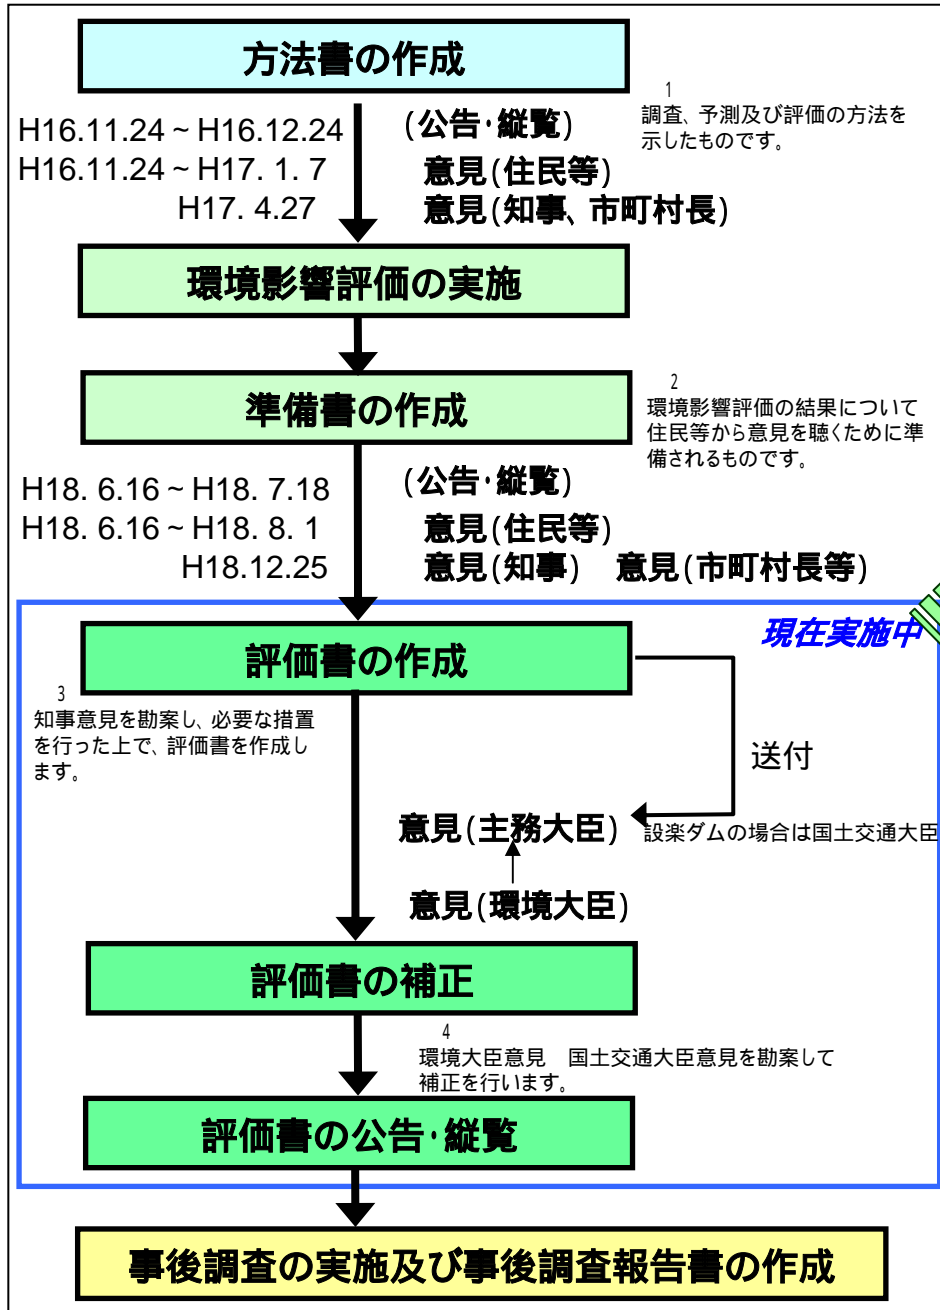 方法書の作成
1
調査、予測及び評価の方法を
示したものです。
H16.11.24 ~ H16.12.24 (公告・縦覧)
H16.11.24 ~ H17. 1. 7 意見(住民等)
H17. 4.27 意見(知事、市町村長)
環境影響評価の実施
準備書の作成
2
環境影響評価の結果について
住民等から意見を聴くために準
備されるものです。
H18. 6.16 ~ H18. 7.18 (公告・縦覧)
H18. 6.16 ~ H18. 8. 1 意見(住民等)
H18.12.25 意見(知事) 意見(市町村長等)
現在実施中
評価書の作成
3
知事意見を勘案し、必要な措置
を行った上で、評価書を作成し
ます。
送付
意見(主務大臣) 設楽ダムの場合は国土交通大臣
意見(環境大臣)
評価書の補正
4
環境大臣意見 国土交通大臣意見を勘案して
補正を行います。
評価書の公告・縦覧
事後調査の実施及び事後調査報告書の作成